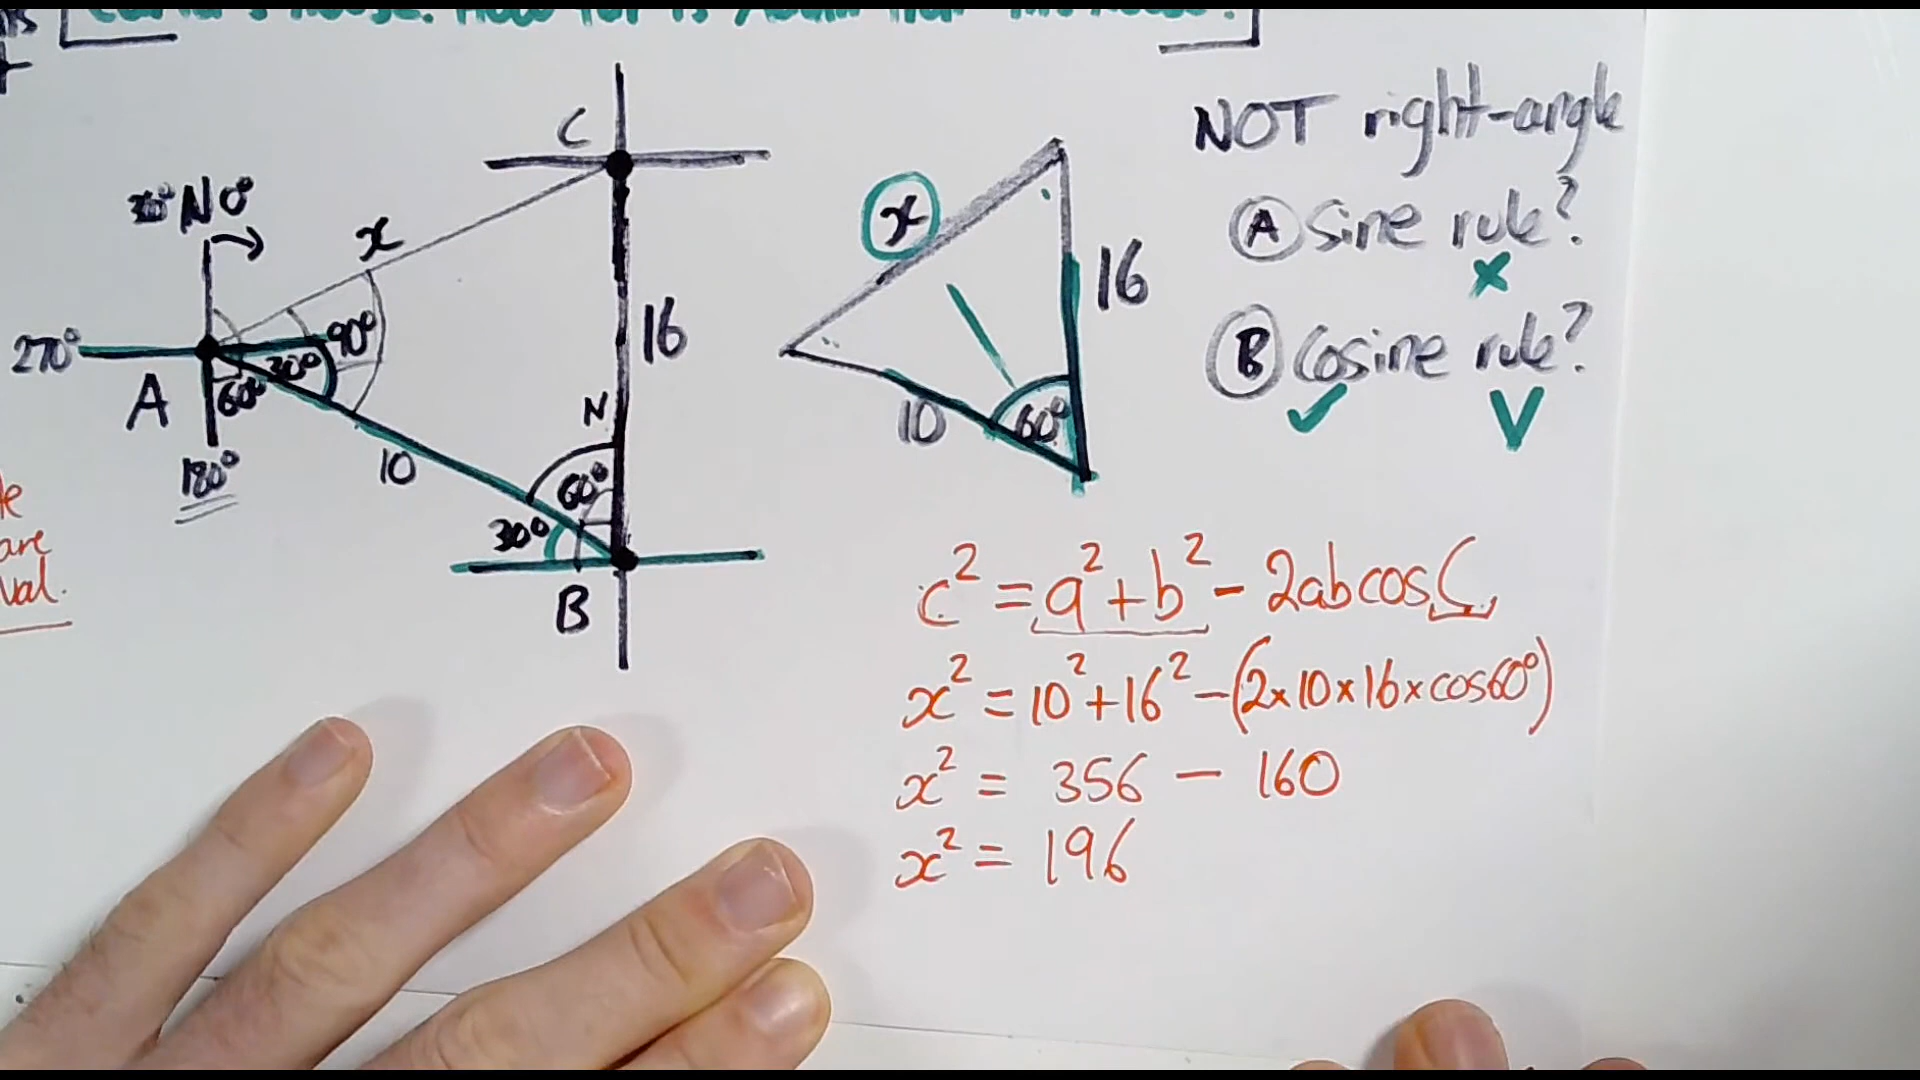 NOT right-angle
A sine rule?
B cosine rule?
C
N0°
x
270°
90°
30°
60°
A
180°
10
16
N
60°
30°
B
x
16
10
60°
val.
c² = a² + b² - 2abcosC
x² = 10² + 16² - (2×10×16×cos60°)
x² = 356 - 160
x² = 196